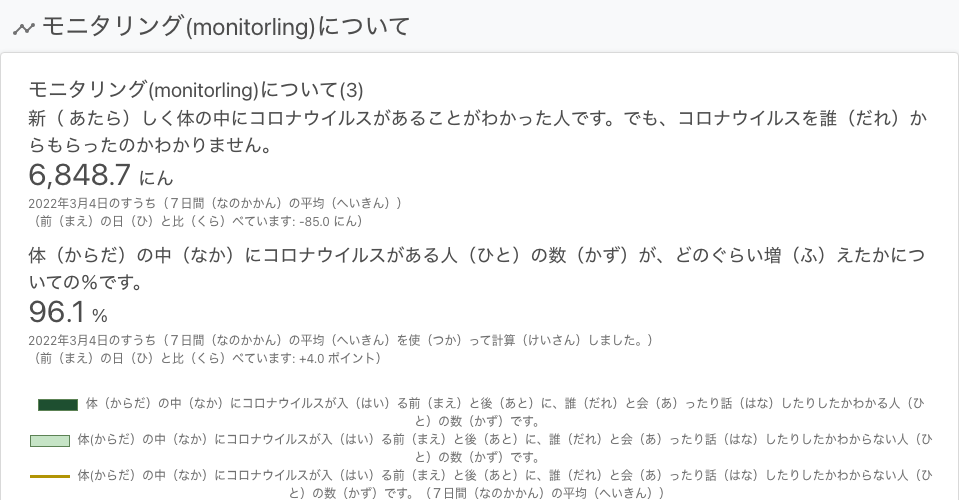 モニタリング(monitorling)について
モニタリング(monitorling)について(3)
新（ あたら）しく体の中にコロナウイルスがあることがわかった人です。でも、コロナウイルスを誰（だれ）か
らもらったのかわかりません。
6,848.7 にん
2022年3月4日のすうち（７日間（なのかかん）の平均（へいきん））
（前（まえ）の日（ひ）と比（くら）べています: -85.0 にん）
体（からだ）の中（なか）にコロナウイルスがある人（ひと）の数（かず）が、どのぐらい増（ふ）えたかにつ
いての%です。
96.1 %
2022年3月4日のすうち（７日間（なのかかん）の平均（へいきん）を使（つか）って計算（けいさん）しました。）
（前（まえ）の日（ひ）と比（くら）べています: +4.0 ポイント）
体（からだ）の中（なか）にコロナウイルスが入（はい）る前（まえ）と後（あと）に、誰（だれ）と会（あ）ったり話（はな）したりしたかわかる人（ひ
と）の数（かず）です。
体(からだ）の中（なか）にコロナウイルスが入（はい）る前（まえ）と後（あと）に、誰（だれ）と会（あ）ったり話（はな）したりしたかわからない人（ひ
と）の数（かず）です。
体(からだ）の中（なか）にコロナウイルスが入（はい）る前（まえ）と後（あと）に、誰（だれ）と会（あ）ったり話（はな）したりしたかわからない人（ひ
と）の数（かず）です。（７日間（なのかかん）の平均（へいきん））